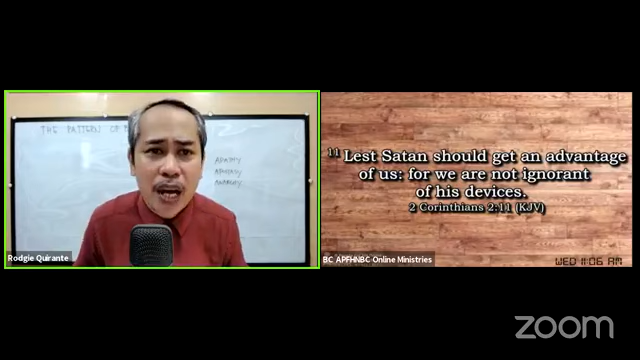 THE PATTERN OF
APATHY
APOSTASY
ANARCHY
Rodgie Quirante
11 Lest Satan should get an advantage
of us: for we are not ignorant
of his devices.
2 Corinthians 2:11 (KJV)
BC APFHNBC Online Ministries
WED 11:06 AM
zoom